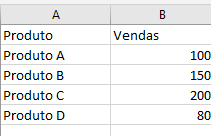 A B
Produto Vendas
Produto A 100
Produto B 150
Produto C 200
Produto D 80